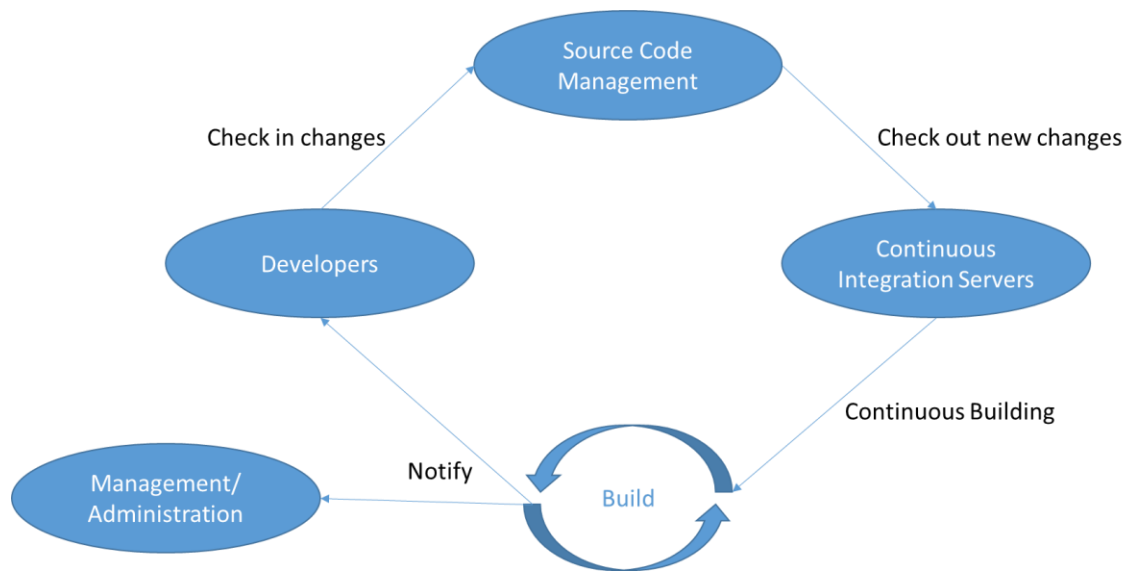 Source Code
Management
Check in changes
Check out new changes
Developers
Continuous
Integration Servers
Continuous Building
Notify
Management/
Administration
Build